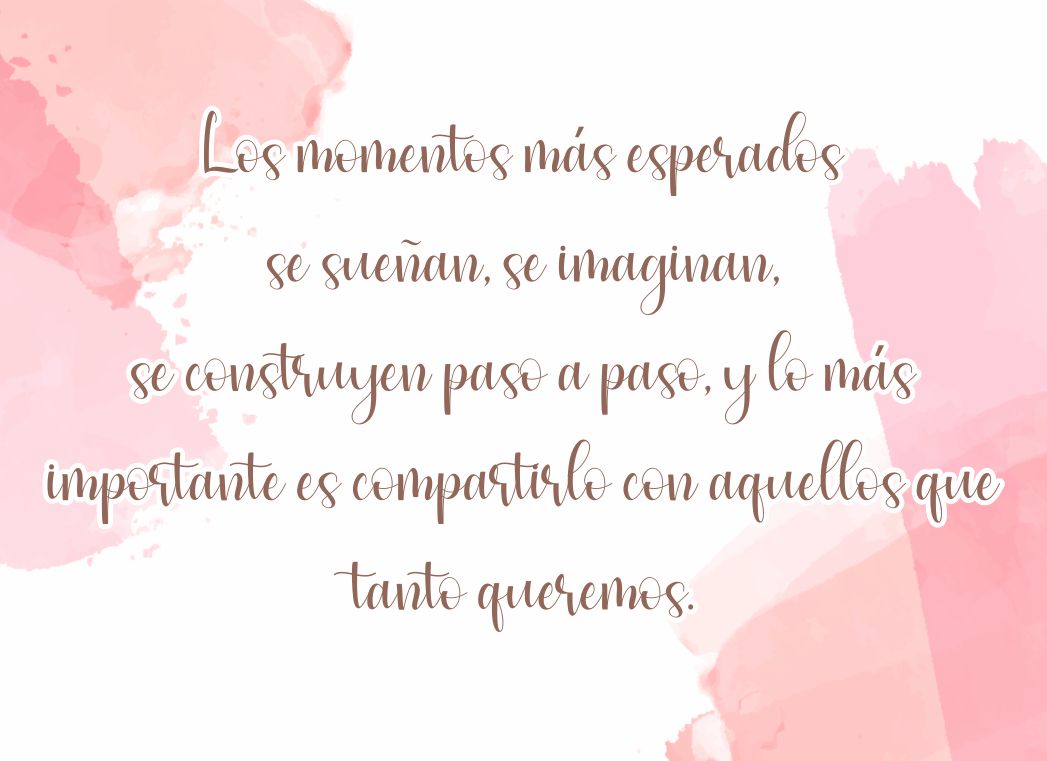 Los momentos más esperados
se sueñan, se imaginan,
se construyen paso a paso, y lo más
importante es compartirlo con aquellos que
tanto queremos.